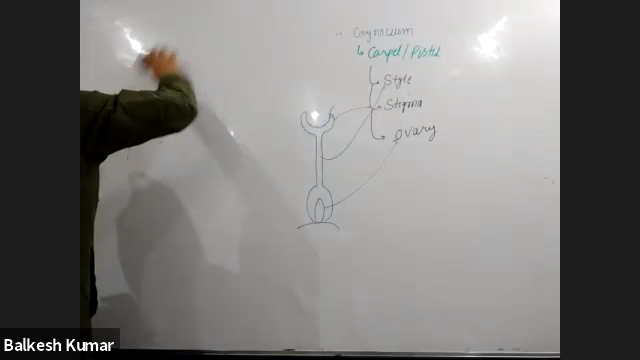 Gynoecium
Carpel/Pistil
Style
Stigma
Ovary
Balkesh Kumar